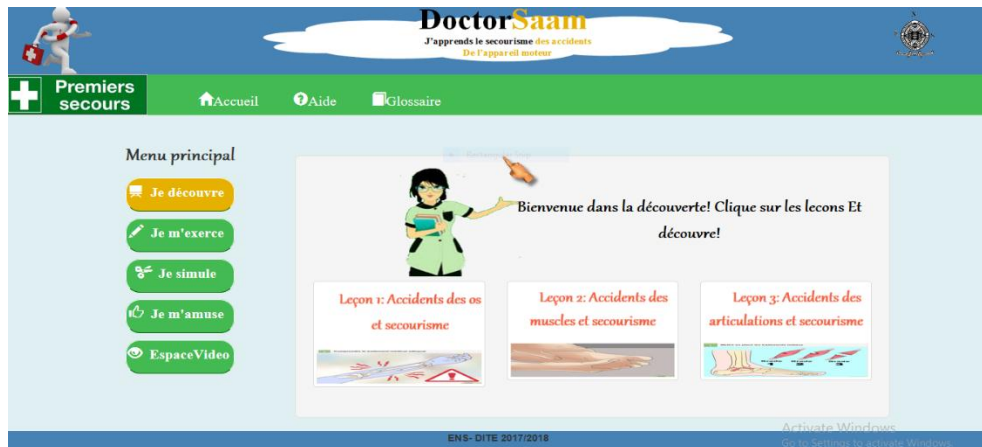 DoctorSaam
J'apprends le secourisme des accidents
De l'appareil moteur
Premiers
secours
Accueil
Aide
Glossaire
Menu principal
Je découvre
Je m'exerce
Je simule
Je m'amuse
EspaceVideo
Bienvenue dans la découverte! Clique sur les lecons Et
découvre!
Leçon 1: Accidents des os
et secourisme
Leçon 2: Accidents des
muscles et secourisme
Leçon 3: Accidents des
articulations et secourisme
ENS- DITE 2017/2018
Activate Windows
Go to Settings to activate Windows.